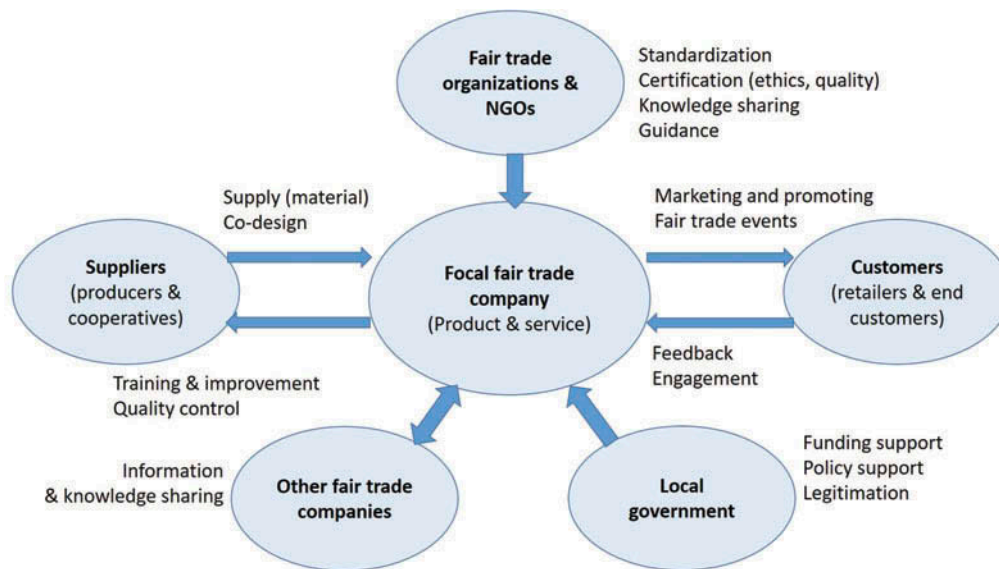 Fair trade
organizations &
NGOs
Standardization
Certification (ethics, quality)
Knowledge sharing
Guidance
Supply (material)
Co-design
Marketing and promoting
Fair trade events
Suppliers
(producers &
cooperatives)
Focal fair trade
company
(Product & service)
Customers
(retailers & end
customers)
Training & improvement
Quality control
Feedback
Engagement
Information
& knowledge sharing
Other fair trade
companies
Local
government
Funding support
Policy support
Legitimation